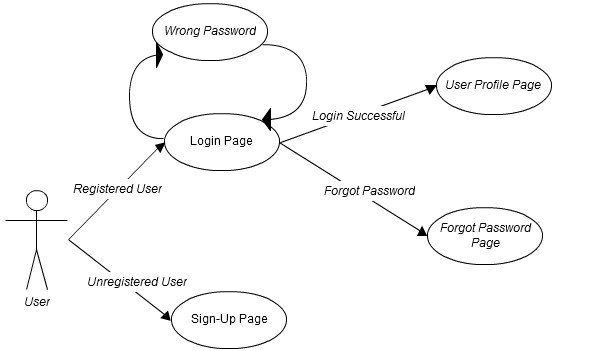 Wrong Password
User Profile Page
Login Successful
Login Page
Registered User
Forgot Password
Forgot Password
Page
Unregistered User
User
Sign-Up Page